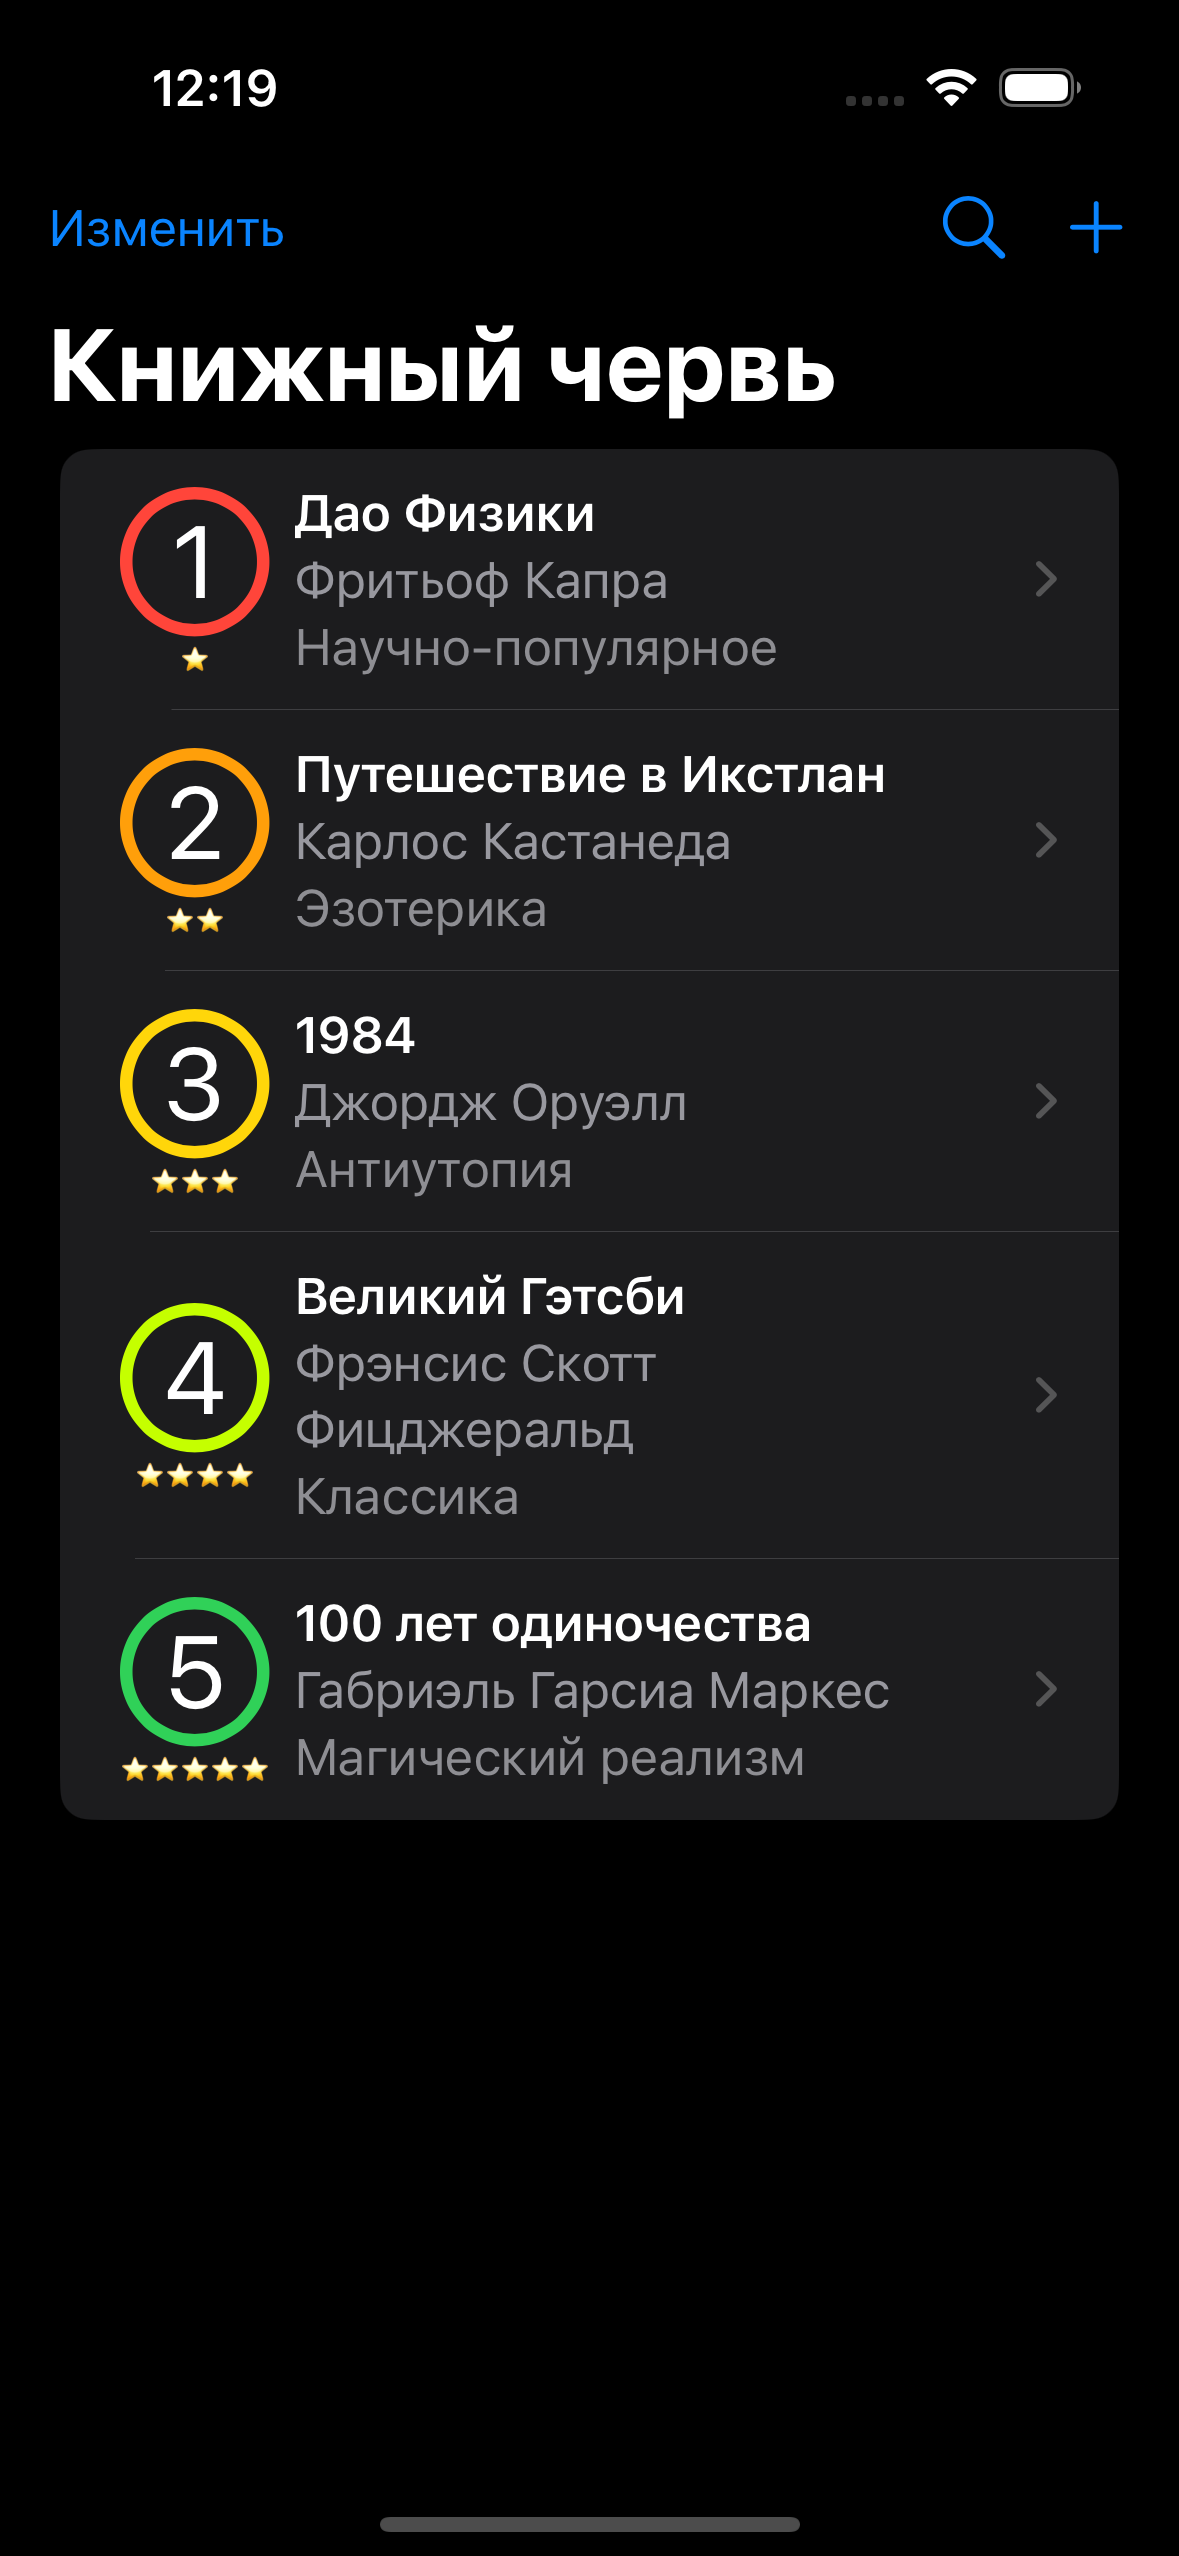 12:19
Изменить
Книжный червь
1
Дао Физики
Фритьоф Капра
Научно-популярное
2
Путешествие в Икстлан
Карлос Кастанеда
Эзотерика
3
1984
Джордж Оруэлл
Антиутопия
4
Великий Гэтсби
Фрэнсис Скотт
Фицджеральд
Классика
5
100 лет одиночества
Габриэль Гарсиа Маркес
Магический реализм